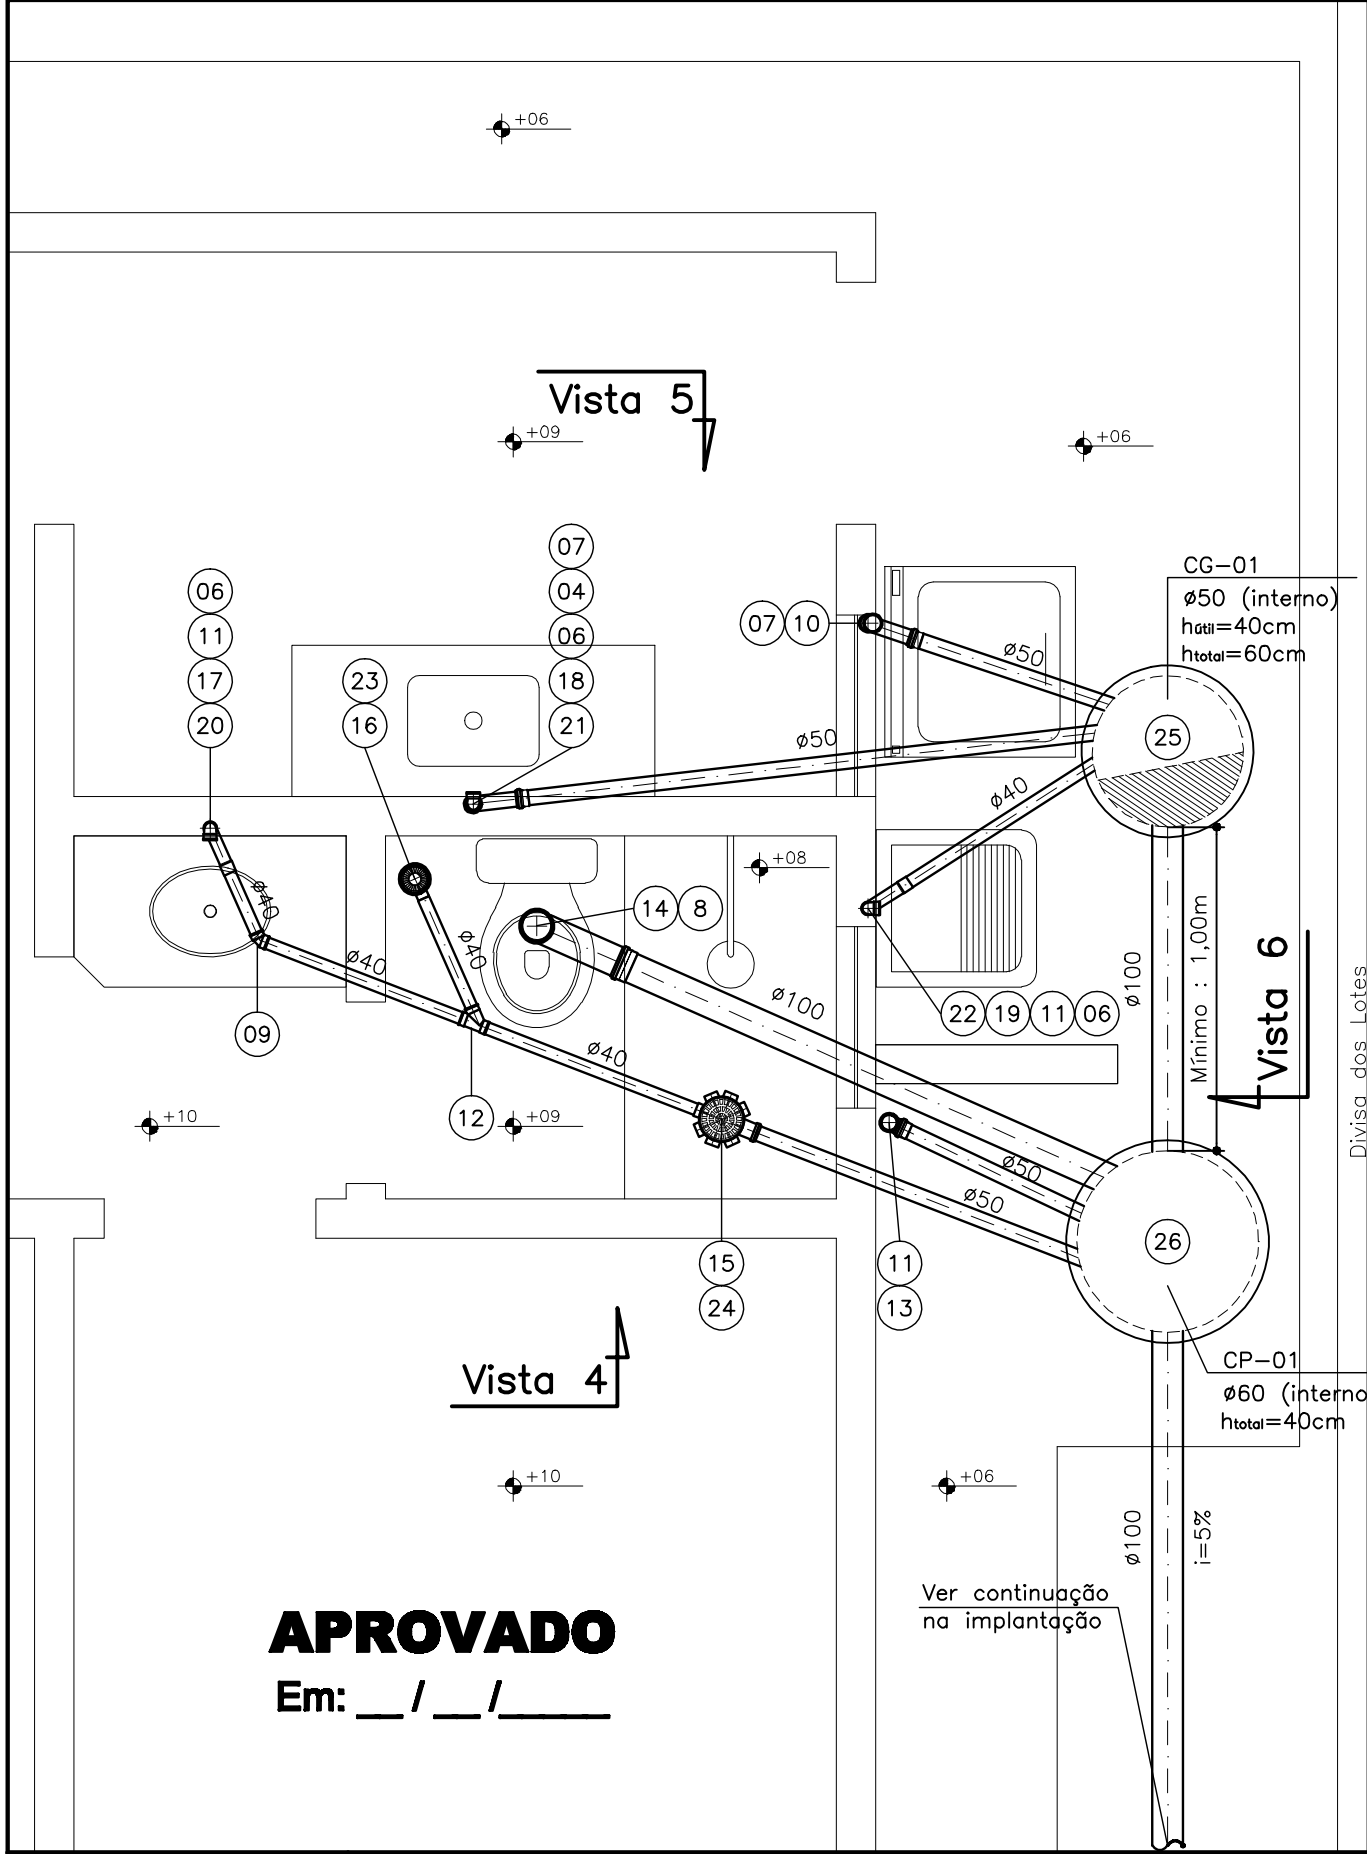 +06
Vista 5
+09
+06
07
04
06
18
21
06
11
17
20
23
16
07 10
CG-01
ø50 (interno)
hútil=40cm
htotal=60cm
ø50
ø50
25
ø40
+08
14 8
ø40
ø40
ø40
ø100
22 19 11 06
ø100
Mínimo : 1,00m
Vista 6
Divisa dos Lotes
09
ø40
12
+10
+09
ø50
ø50
26
15
24
11
13
Vista 4
CP-01
ø60 (interno
htotal=40cm
+10
+06
ø100
i=5%
Ver continuação
na implantação
APROVADO
Em: __ / __ /_____